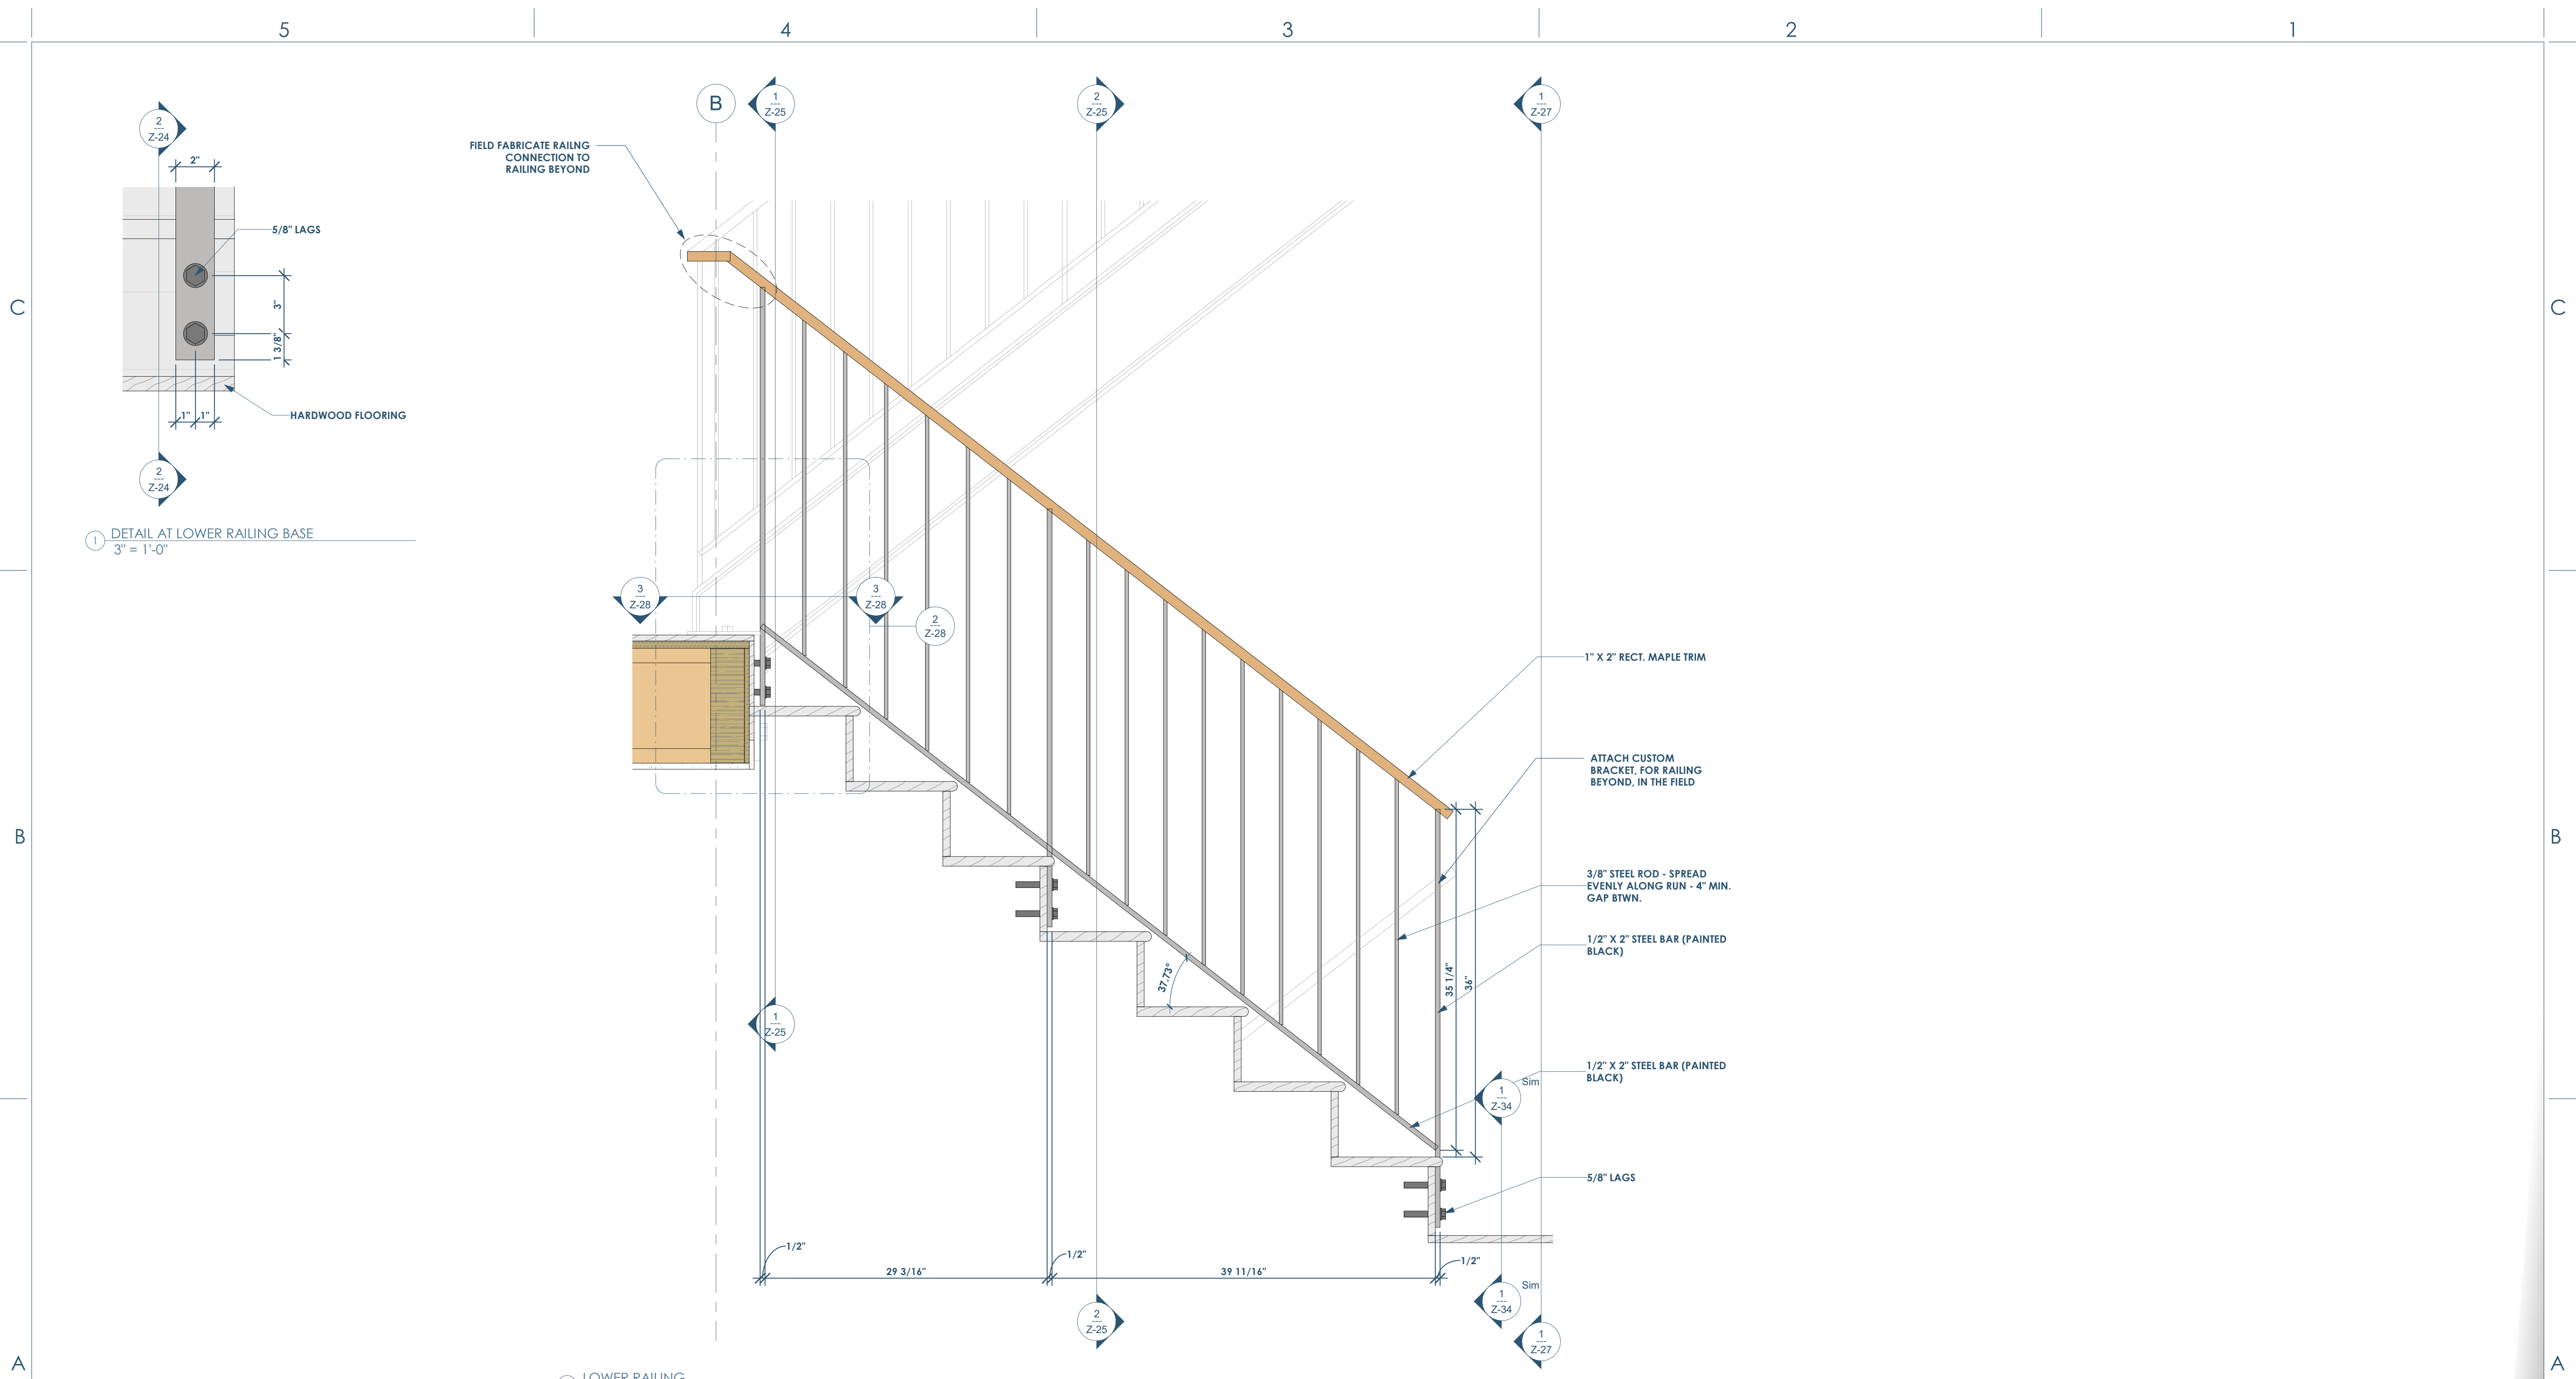 5 4 3 2 1
C
B
A
C
B
A
2
---
Z-24
2"
5/8" LAGS
3"
1 3/8"
HARDWOOD FLOORING
1" 1"
2
---
Z-24
1 DETAIL AT LOWER RAILING BASE
3" = 1'-0"
B
1
---
Z-25
2
---
Z-25
1
---
Z-27
FIELD FABRICATE RAILNG
CONNECTION TO
RAILING BEYOND
3
---
Z-28
3
---
Z-28
2
---
Z-28
1" X 2" RECT. MAPLE TRIM
ATTACH CUSTOM
BRACKET, FOR RAILING
BEYOND, IN THE FIELD
3/8" STEEL ROD - SPREAD
EVENLY ALONG RUN - 4" MIN.
GAP BTWN.
1/2" X 2" STEEL BAR (PAINTED
BLACK)
35 1/4"
36"
37.73°
1
---
Z-25
1/2" X 2" STEEL BAR (PAINTED
BLACK)
Sim
1
---
Z-34
5/8" LAGS
1/2"
1/2"
1/2"
29 3/16"
39 11/16"
Sim
1
---
Z-34
2
---
Z-25
1
---
Z-27
LOWER RAILING